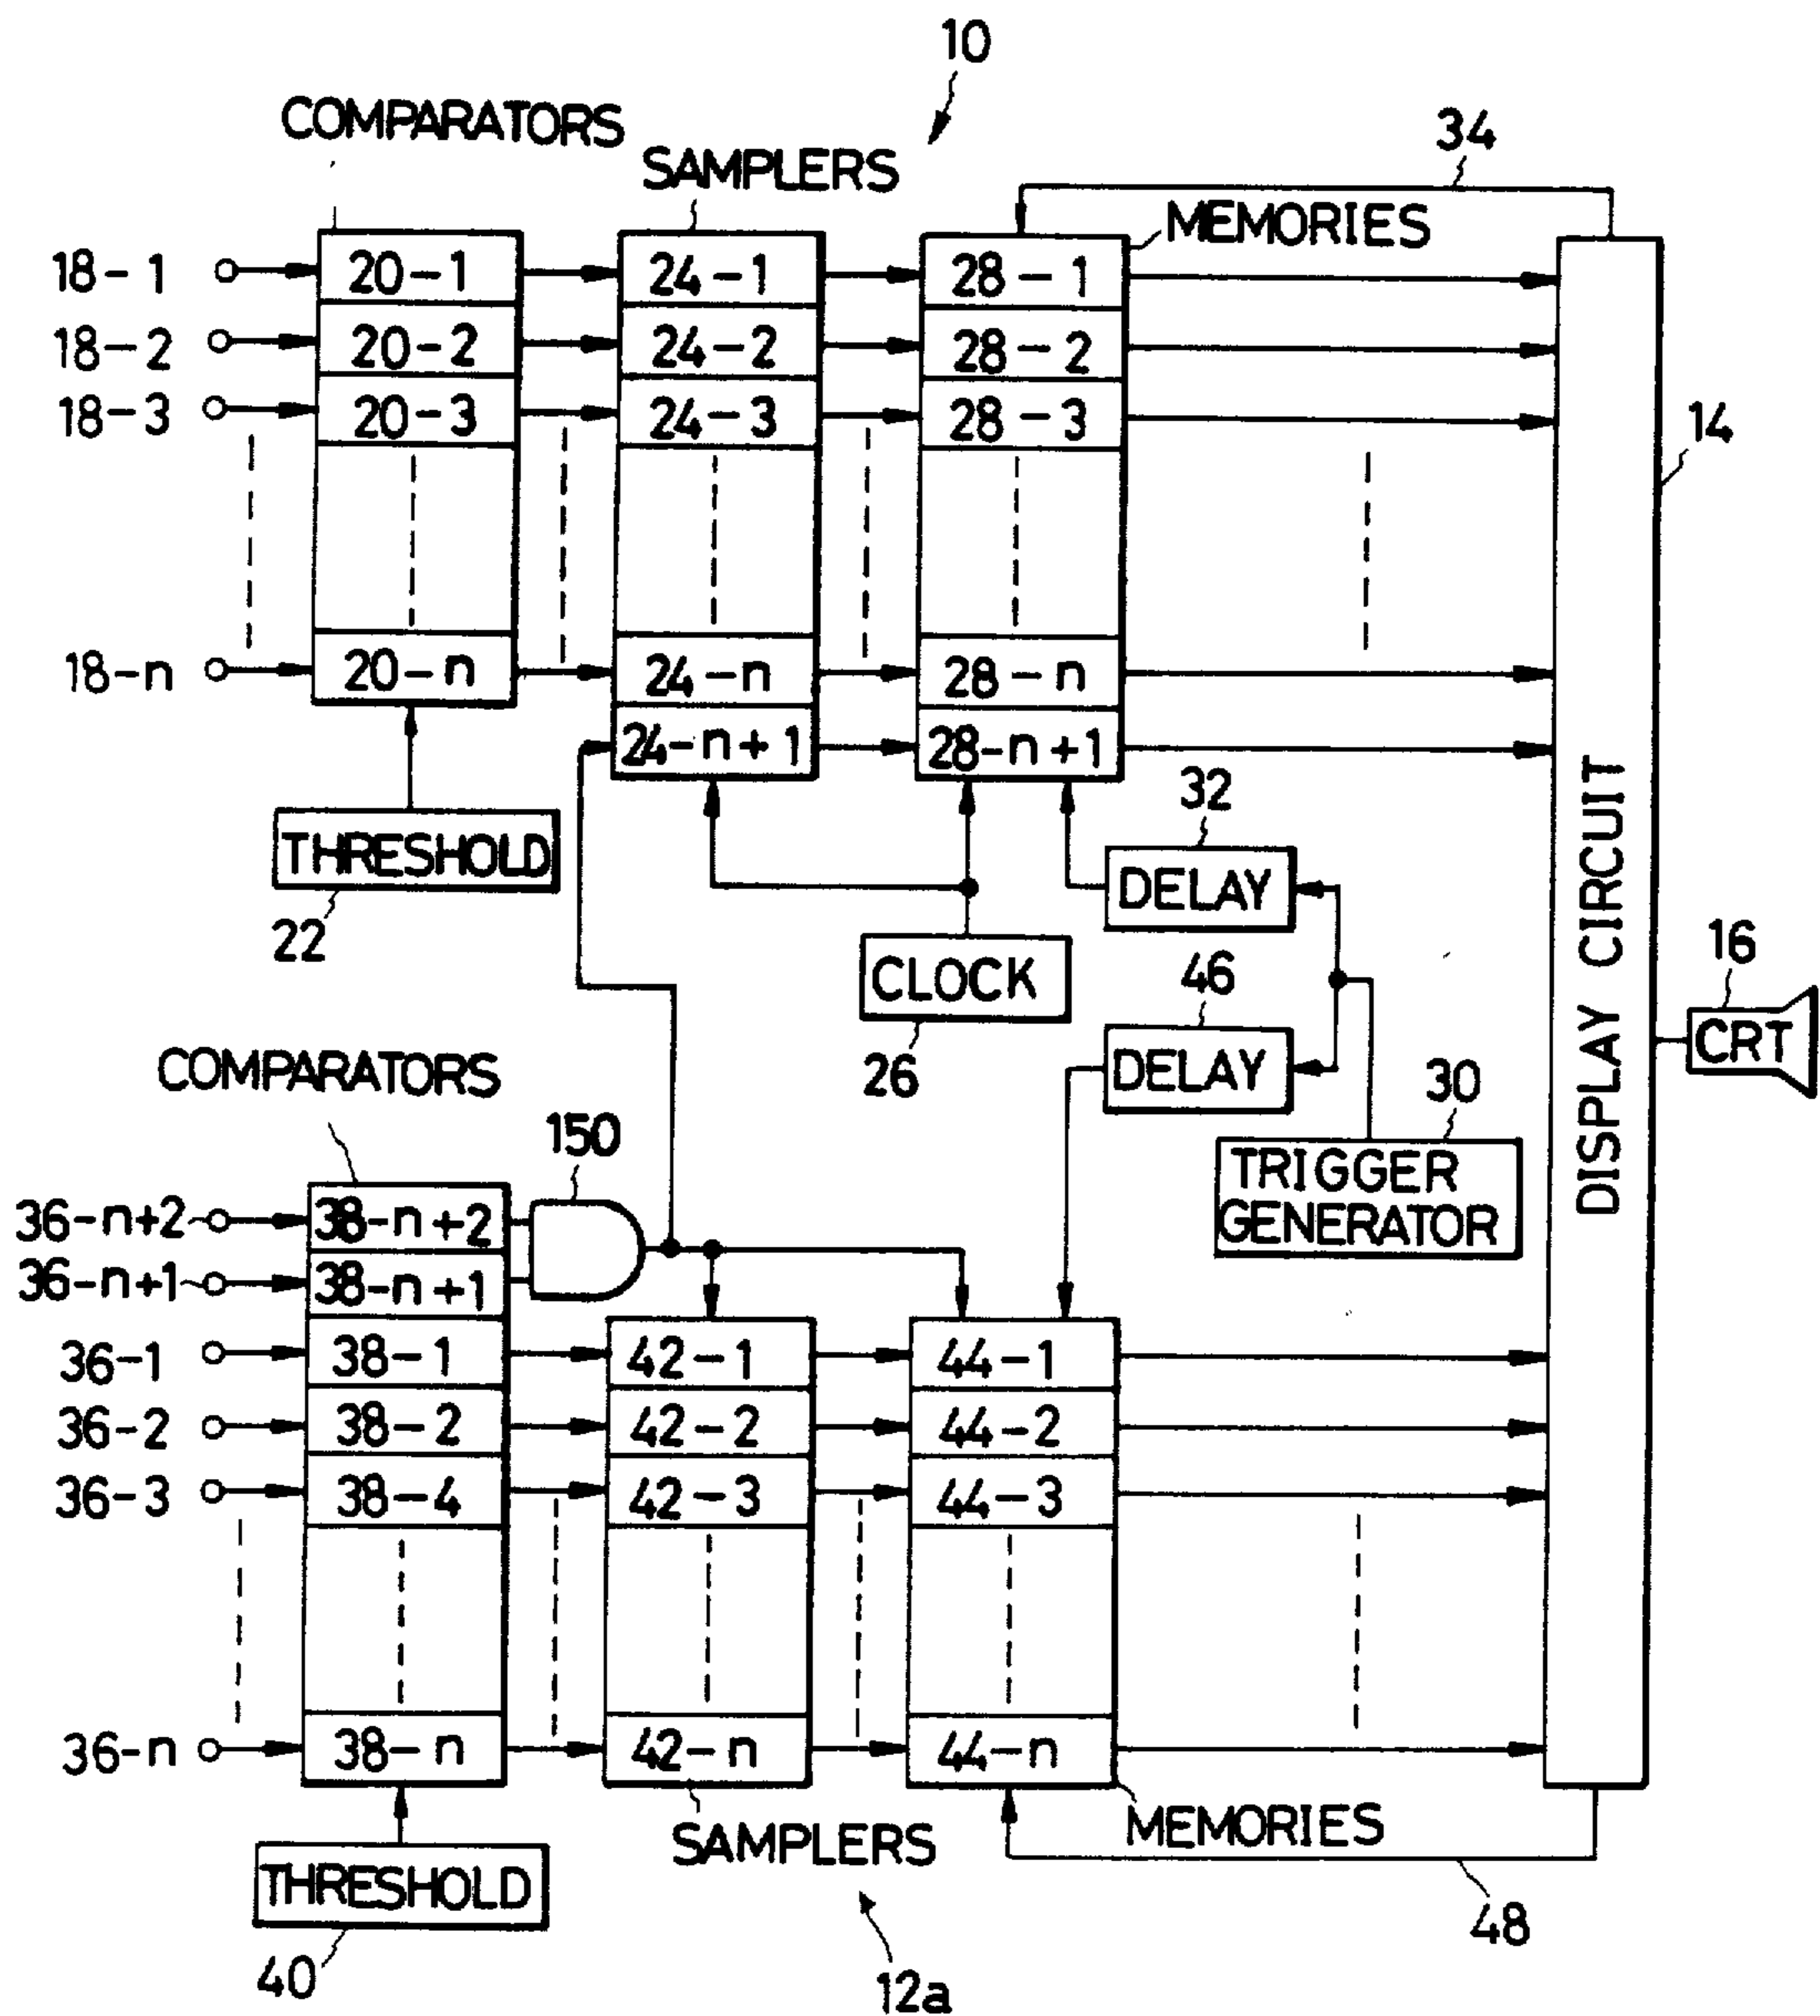 10
COMPARATORS
SAMPLERS
34
MEMORIES
18-1 20-1 24-1 28-1
18-2 20-2 24-2 28-2
18-3 20-3 24-3 28-3
14
18-n 20-n 24-n 28-n
24-n+1 28-n+1
THRESHOLD
22
32
DELAY
CLOCK
26
46
DELAY
DISPLAY CIRCUIT
16
CRT
30
TRIGGER
GENERATOR
COMPARATORS
150
36-n+2 38-n+2
36-n+1 38-n+1
36-1 38-1 42-1 44-1
36-2 38-2 42-2 44-2
36-3 38-4 42-3 44-3
36-n 38-n 42-n 44-n
SAMPLERS
MEMORIES
THRESHOLD
40
48
12a